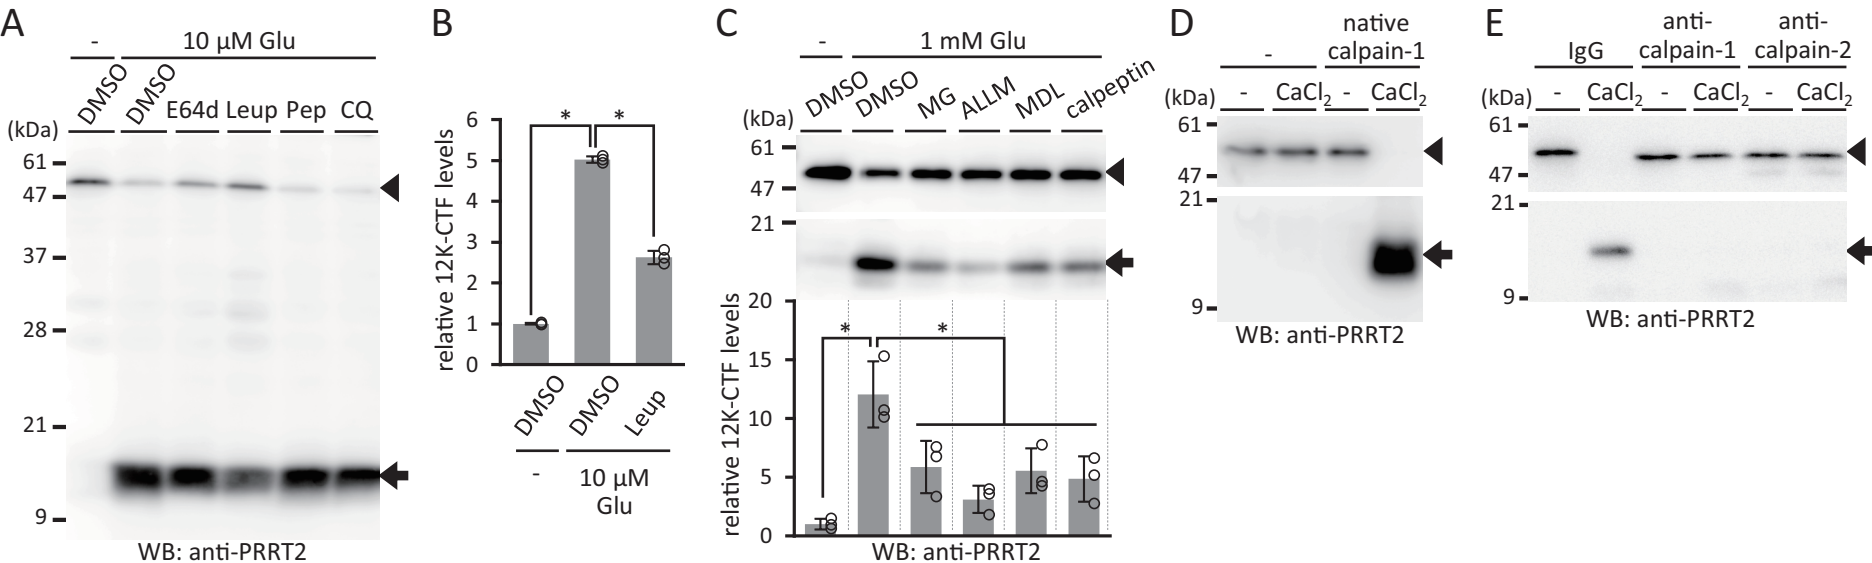 A
-
10 µM Glu
DMSO
DMSO
E64d
Leup
Pep
CQ
(kDa)
61
47
37
28
21
9
WB: anti-PRRT2
B
relative 12K-CTF levels
6
5
4
3
2
1
0
*
*
DMSO
DMSO
Leup
-
10 µM
Glu
C
-
1 mM Glu
DMSO
DMSO
MG
ALLM
MDL
calpeptin
(kDa)
61
47
21
relative 12K-CTF levels
20
15
10
5
0
*
*
WB: anti-PRRT2
D
-
native
calpain-1
(kDa)
-
CaCl2
-
CaCl2
61
47
21
9
WB: anti-PRRT2
E
IgG
anti-
calpain-1
anti-
calpain-2
(kDa)
-
CaCl2
-
CaCl2
-
CaCl2
61
47
21
9
WB: anti-PRRT2